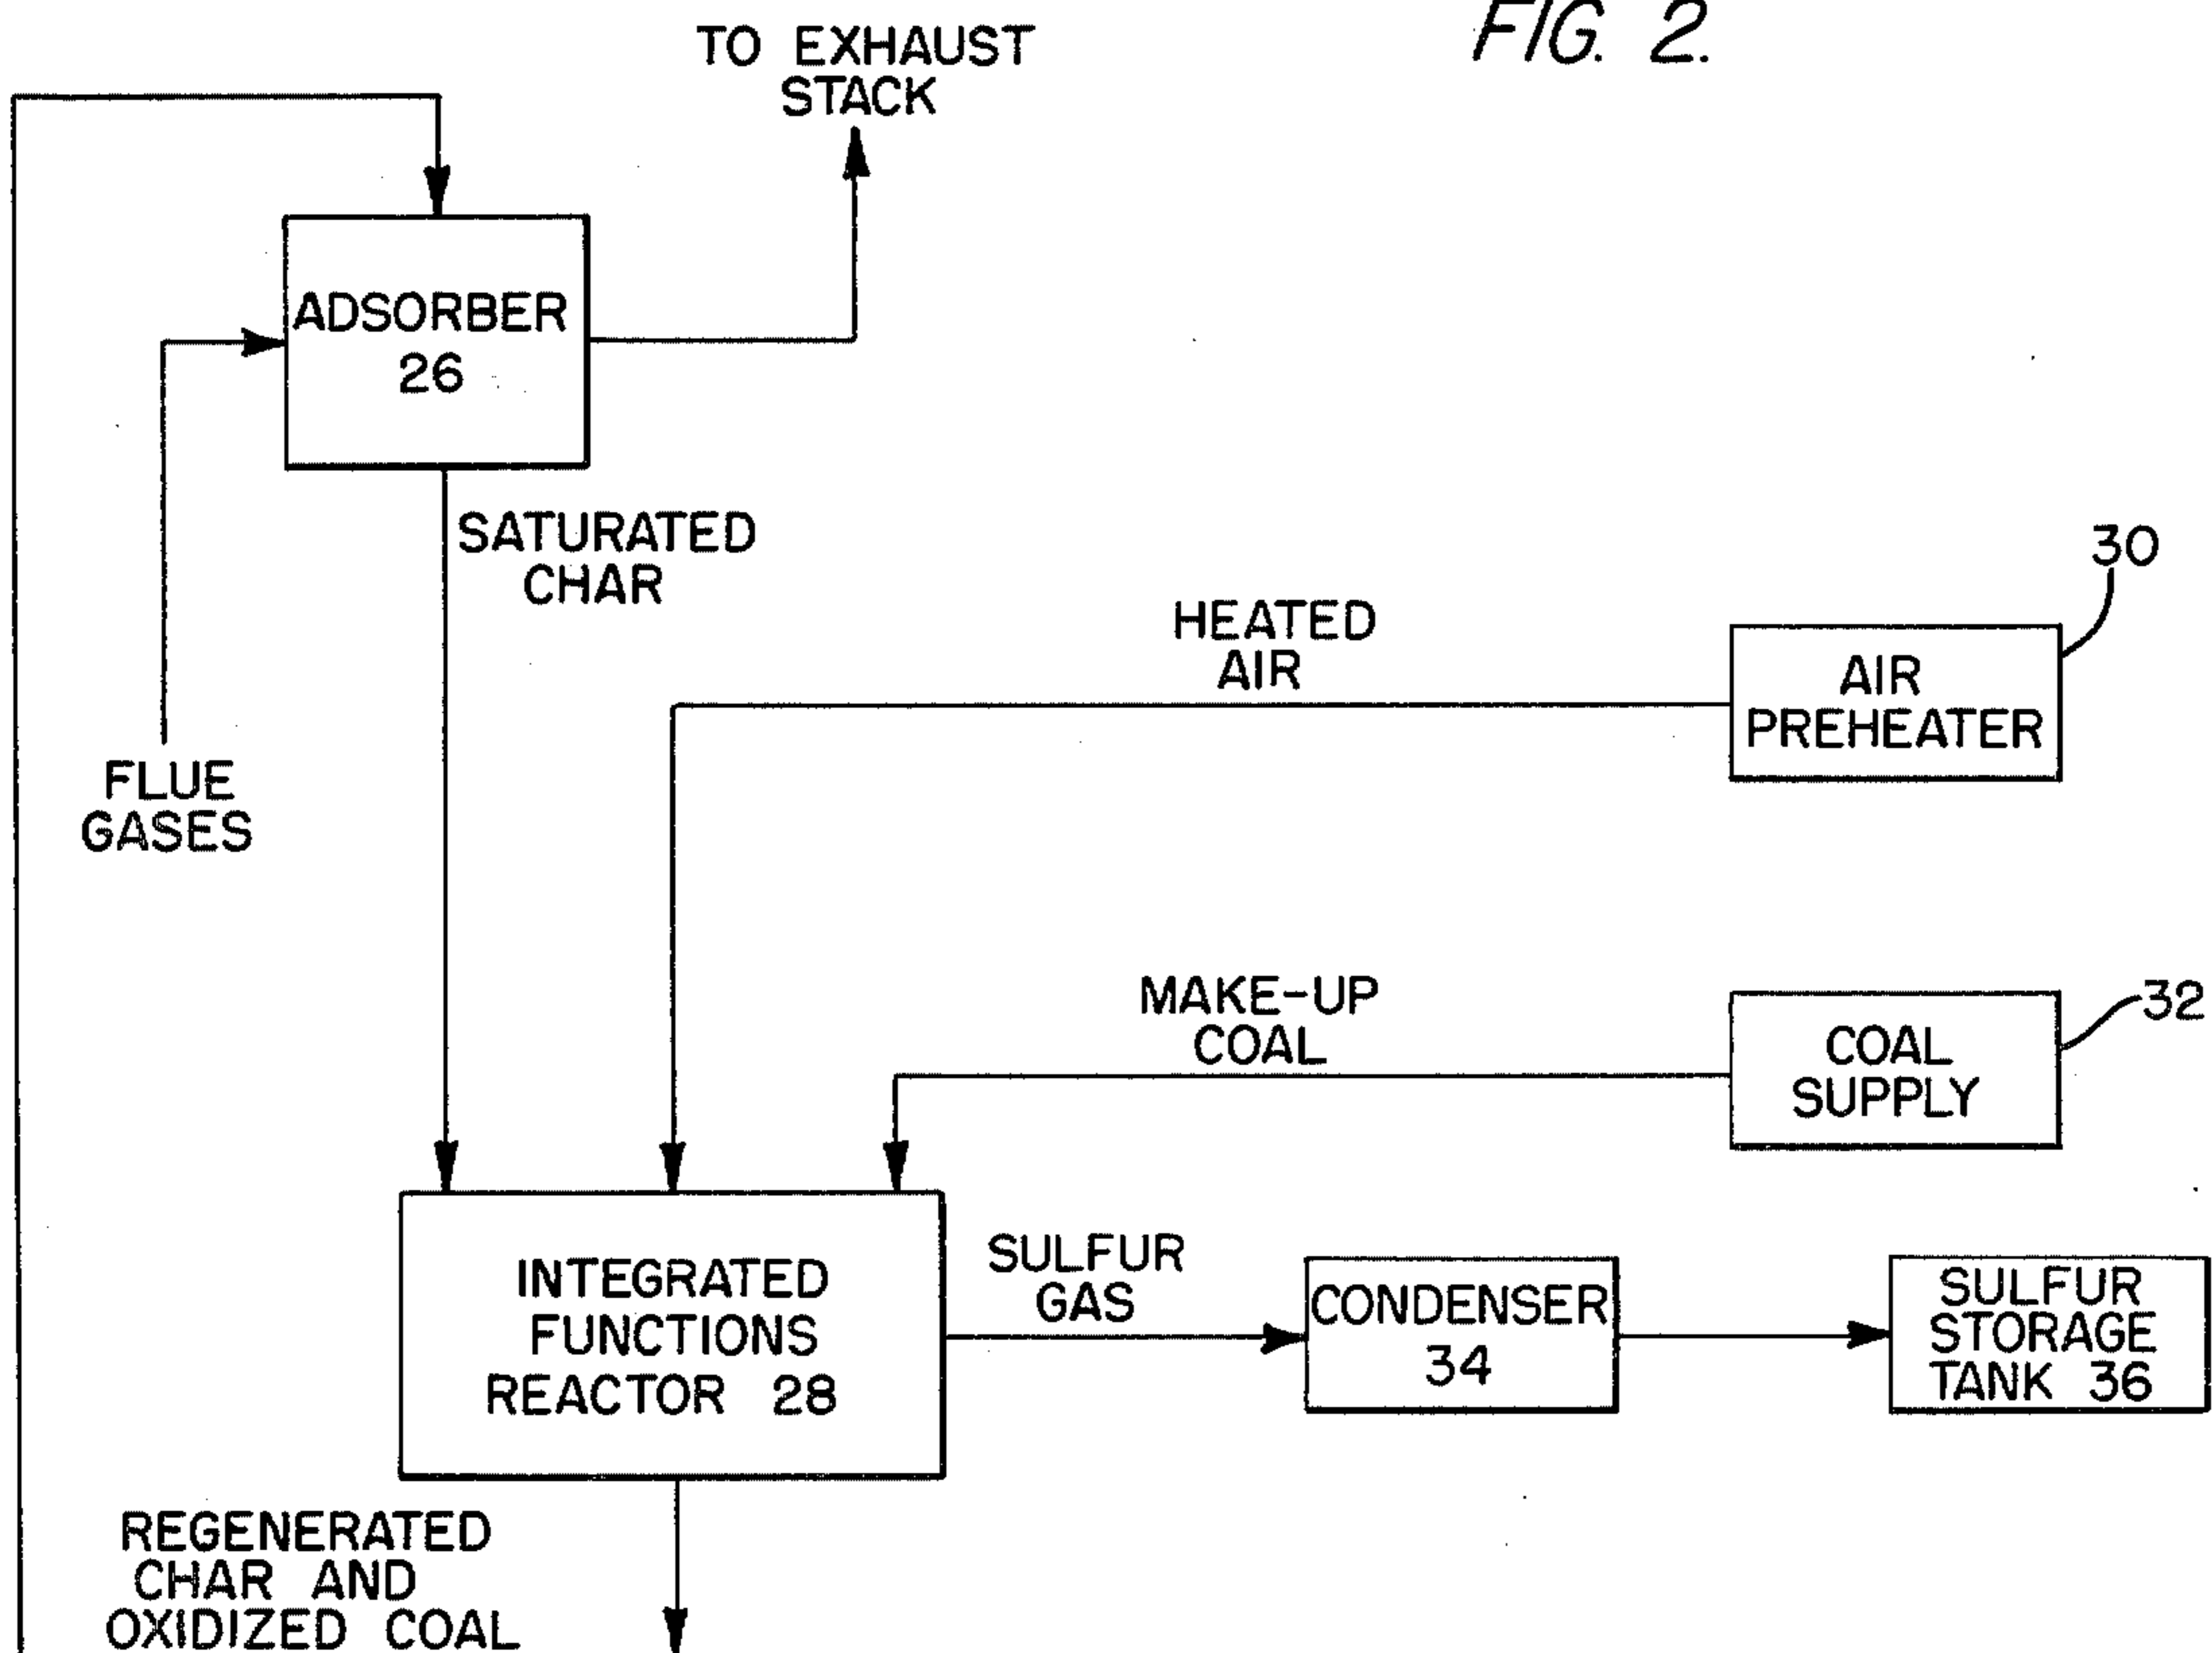 FIG. 2.
TO EXHAUST
STACK
ADSORBER
26
SATURATED
CHAR
FLUE
GASES
HEATED
AIR
30
AIR
PREHEATER
MAKE-UP
COAL
32
COAL
SUPPLY
INTEGRATED
FUNCTIONS
REACTOR 28
SULFUR
GAS
CONDENSER
34
SULFUR
STORAGE
TANK 36
REGENERATED
CHAR AND
OXIDIZED COAL